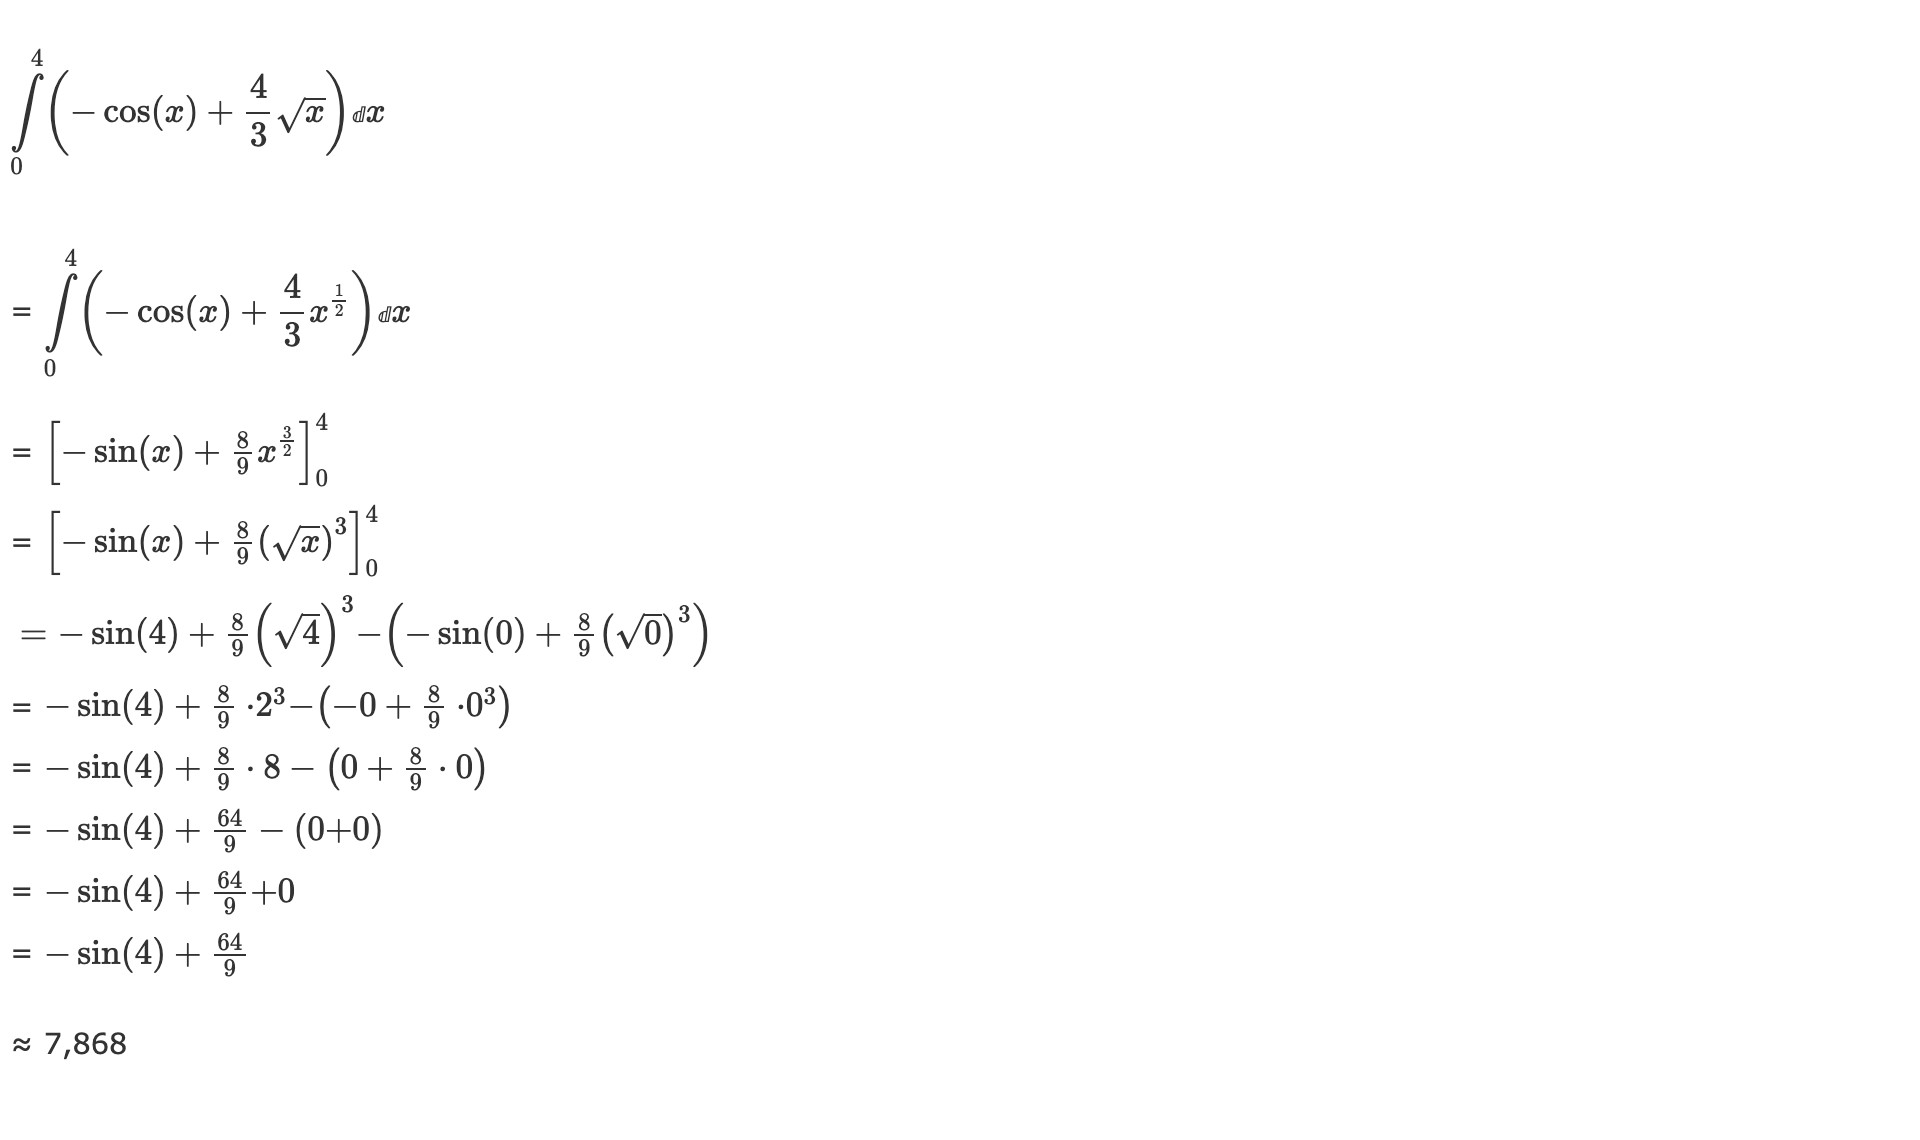 \int_0^4 \left( -\cos(x) + \frac{4}{3} \sqrt{x} \right) ⅆx
= \int_0^4 \left( -\cos(x) + \frac{4}{3} x^{\frac{1}{2}} \right) ⅆx
= \left[ -\sin(x) + \frac{8}{9} x^{\frac{3}{2}} \right]_0^4
= \left[ -\sin(x) + \frac{8}{9} (\sqrt{x})^3 \right]_0^4
= -\sin(4) + \frac{8}{9} \left( \sqrt{4} \right)^3 - \left( -\sin(0) + \frac{8}{9} (\sqrt{0})^3 \right)
= -\sin(4) + \frac{8}{9} \cdot 2^3 - \left( -0 + \frac{8}{9} \cdot 0^3 \right)
= -\sin(4) + \frac{8}{9} \cdot 8 - \left( 0 + \frac{8}{9} \cdot 0 \right)
= -\sin(4) + \frac{64}{9} - (0+0)
= -\sin(4) + \frac{64}{9} +0
= -\sin(4) + \frac{64}{9}
≈ 7,868